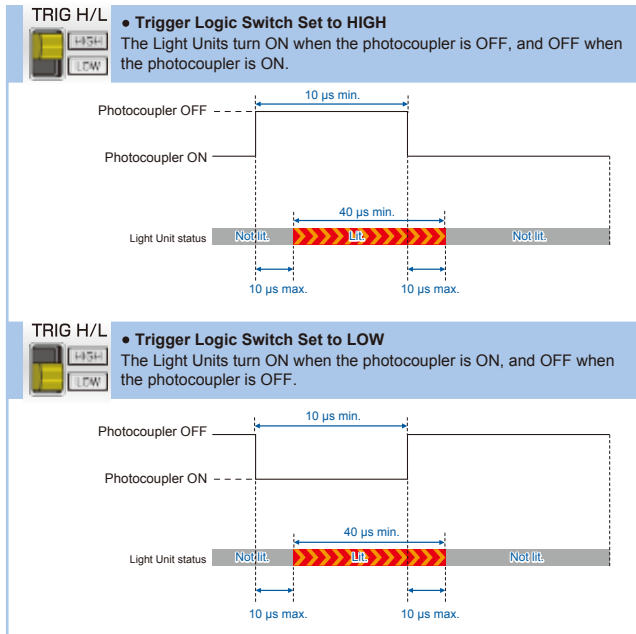 TRIG H/L
HIGH
LOW
● Trigger Logic Switch Set to HIGH
The Light Units turn ON when the photocoupler is OFF, and OFF when
the photocoupler is ON.
10 µs min.
Photocoupler OFF
Photocoupler ON
40 µs min.
Light Unit status Not lit. Lit. Not lit.
10 µs max. 10 µs max.
TRIG H/L
HIGH
LOW
● Trigger Logic Switch Set to LOW
The Light Units turn ON when the photocoupler is ON, and OFF when
the photocoupler is OFF.
10 µs min.
Photocoupler OFF
Photocoupler ON
40 µs min.
Light Unit status Not lit. Lit. Not lit.
10 µs max. 10 µs max.